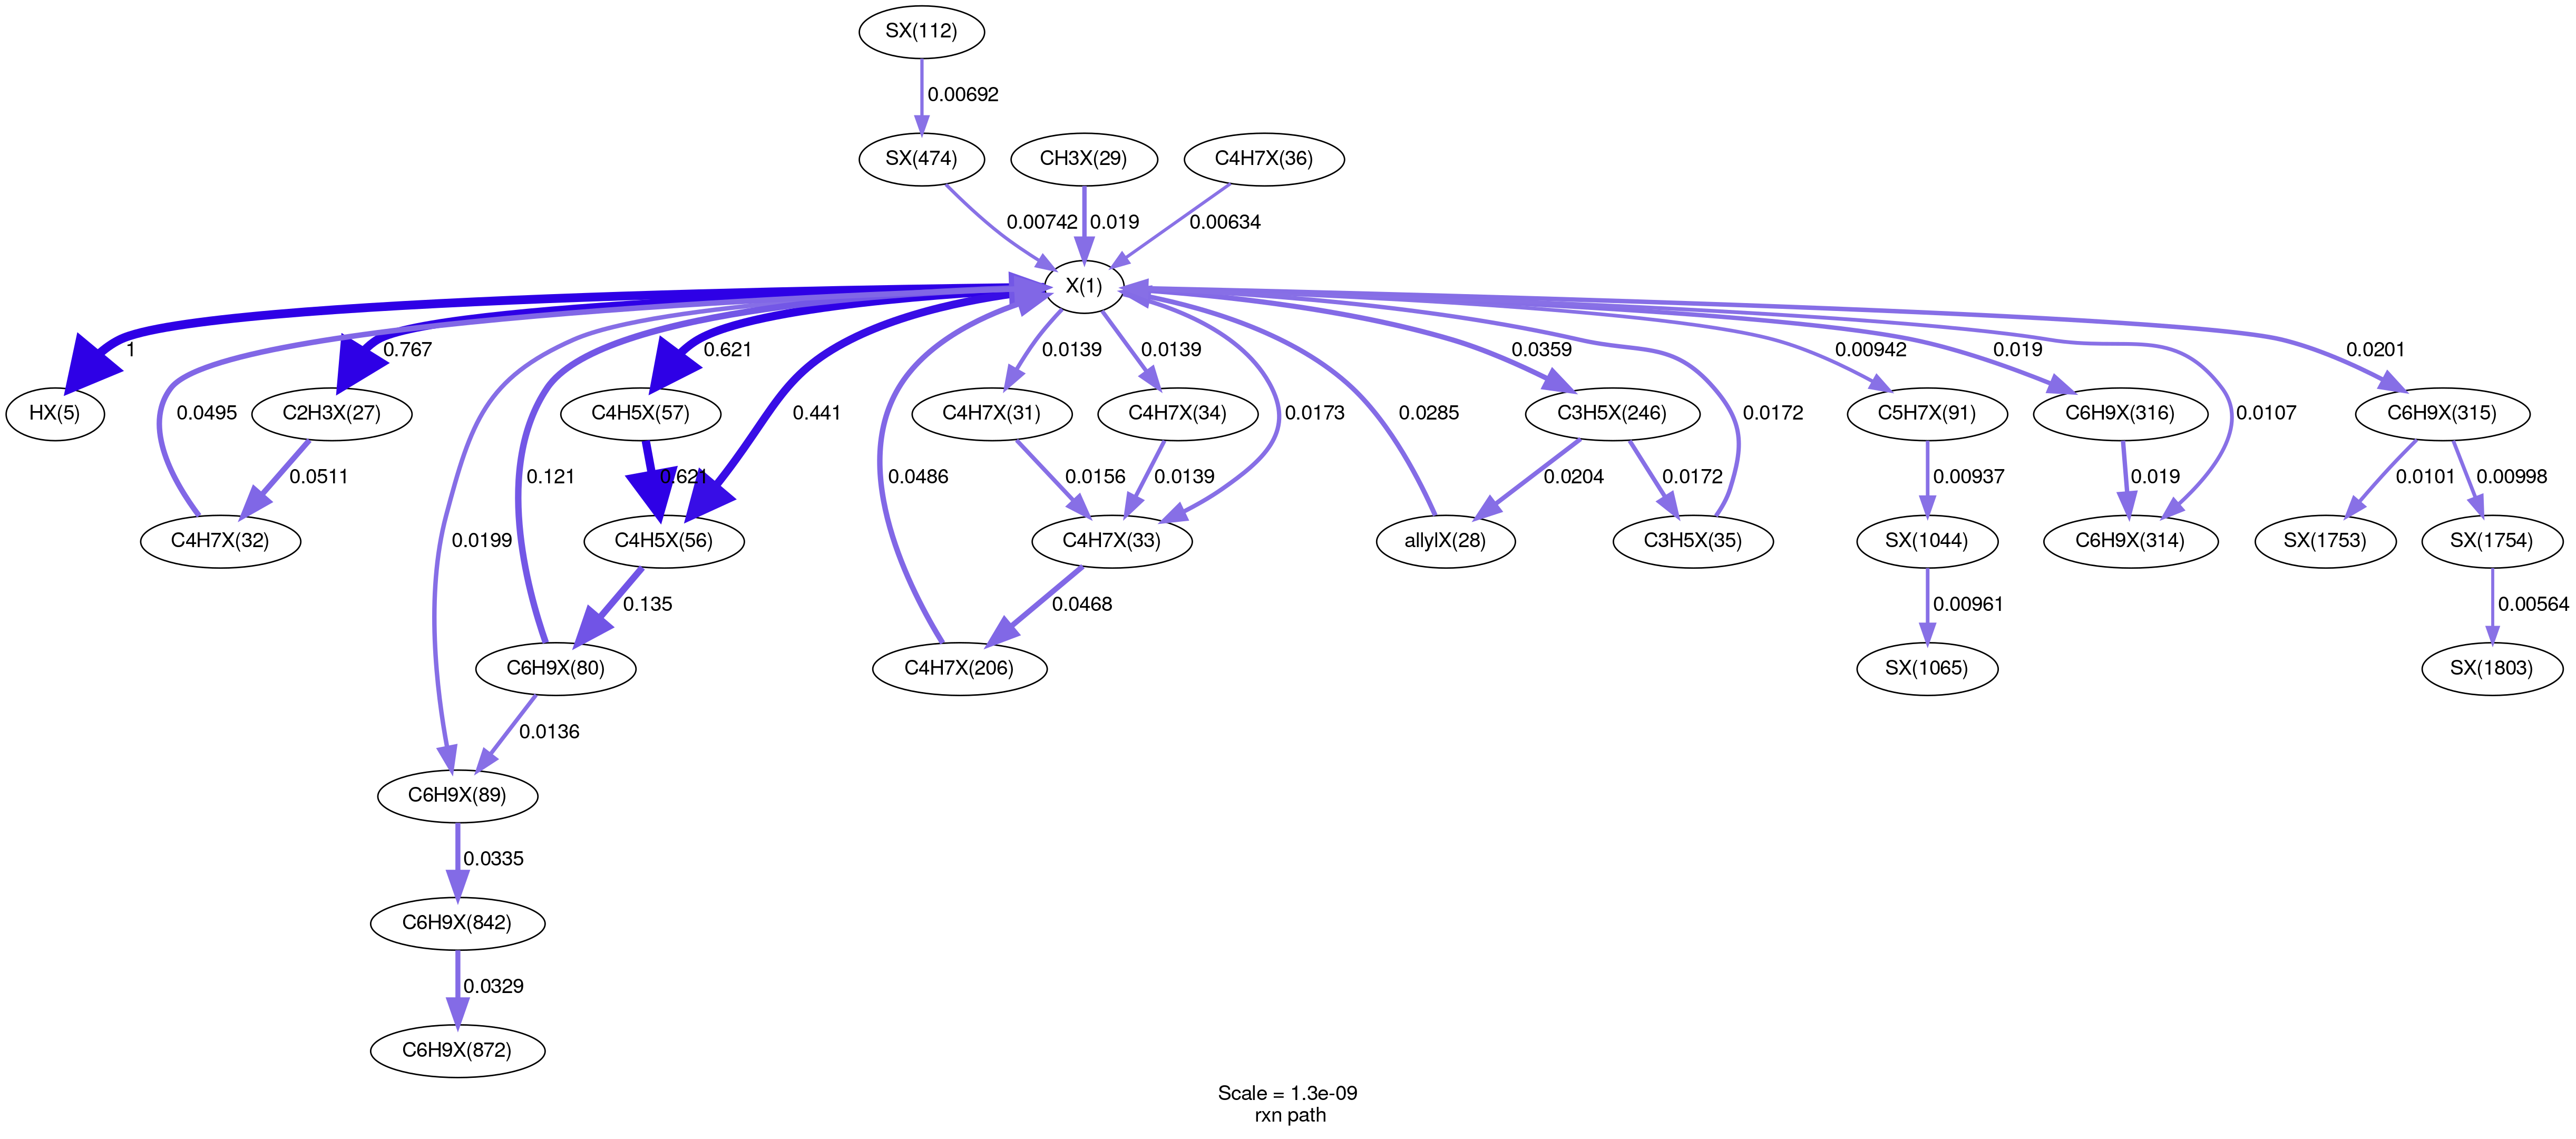 SX(112)
0.00692
SX(474)
CH3X(29)
C4H7X(36)
0.00742
0.019
0.00634
X(1)
1
0.767
0.621
0.0139
0.0139
0.0359
0.00942
0.019
0.0201
HX(5)
0.0495
C2H3X(27)
0.121
C4H5X(57)
0.441
C4H7X(31)
C4H7X(34)
0.0173
0.0285
C3H5X(246)
0.0172
C5H7X(91)
C6H9X(316)
0.0107
C6H9X(315)
0.0511
0.621
0.0156
0.0139
0.0486
0.0204
0.0172
0.00937
0.019
0.0101
0.00998
C4H7X(32)
0.0199
C4H5X(56)
C4H7X(33)
allylX(28)
C3H5X(35)
SX(1044)
C6H9X(314)
SX(1753)
SX(1754)
0.135
0.0468
0.00961
0.00564
C6H9X(80)
C4H7X(206)
SX(1065)
SX(1803)
0.0136
C6H9X(89)
0.0335
C6H9X(842)
0.0329
C6H9X(872)
Scale = 1.3e-09
rxn path